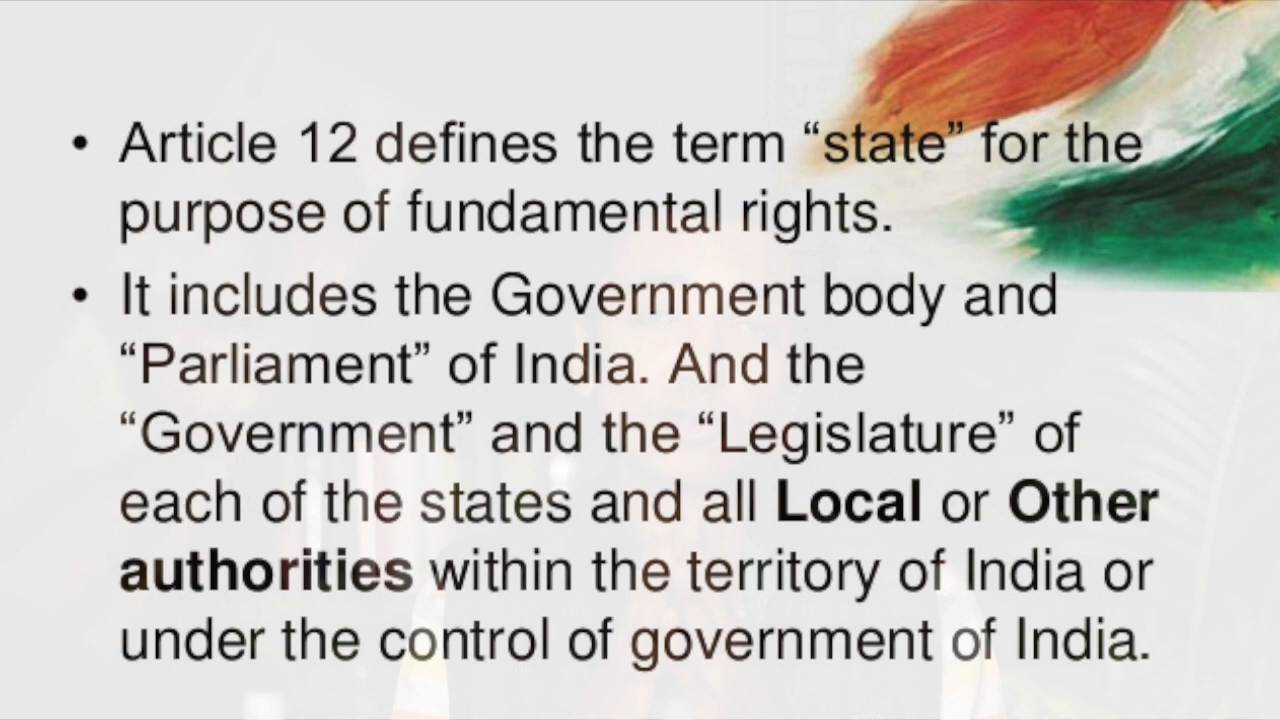 • Article 12 defines the term “state” for the
purpose of fundamental rights.
• It includes the Government body and
“Parliament” of India. And the
“Government” and the “Legislature” of
each of the states and all Local or Other
authorities within the territory of India or
under the control of government of India.